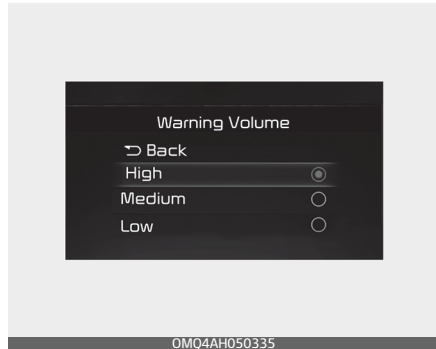 Warning Volume
Back
High
Medium
Low
OMQ4AH050335